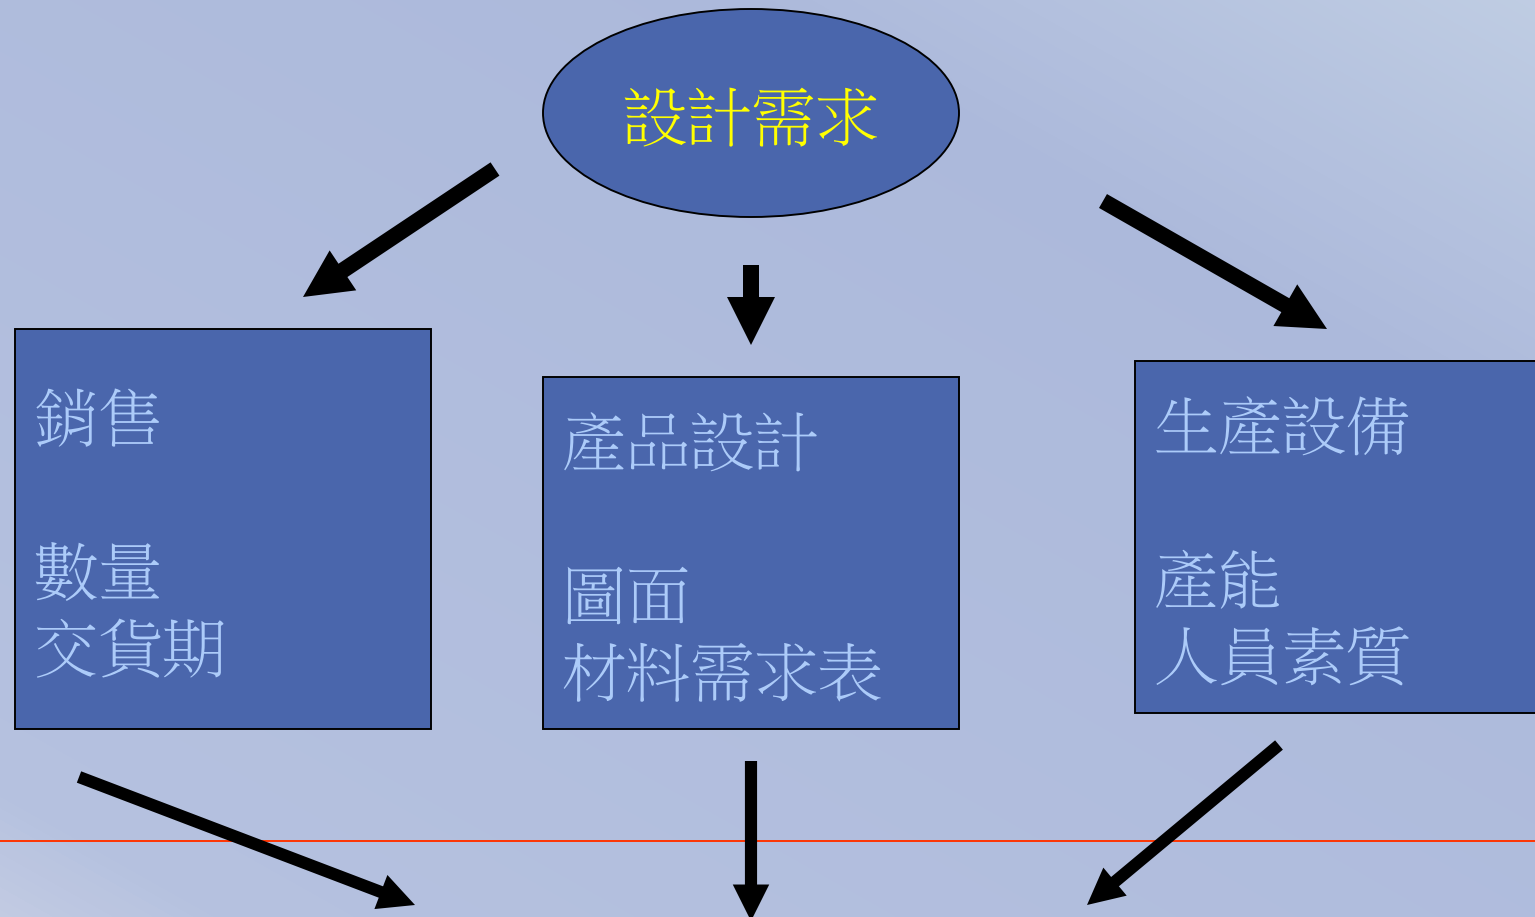 設計需求
銷售
數量
交貨期
產品設計
圖面
材料需求表
生產設備
產能
人員素質